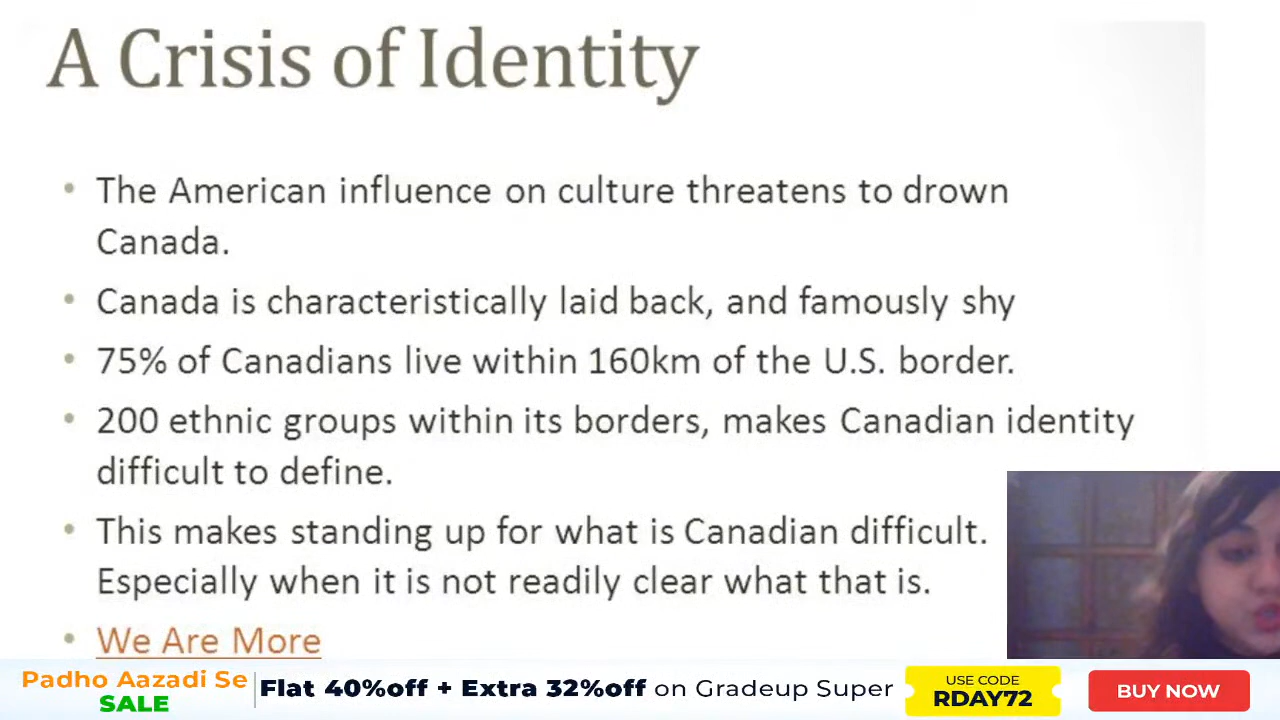 A Crisis of Identity
• The American influence on culture threatens to drown
Canada.
• Canada is characteristically laid back, and famously shy
• 75% of Canadians live within 160km of the U.S. border.
• 200 ethnic groups within its borders, makes Canadian identity
difficult to define.
• This makes standing up for what is Canadian difficult.
Especially when it is not readily clear what that is.
• We Are More
Padho Aazadi Se
SALE
Flat 40%off + Extra 32%off on Gradeup Super
USE CODE
RDAY72
BUY NOW